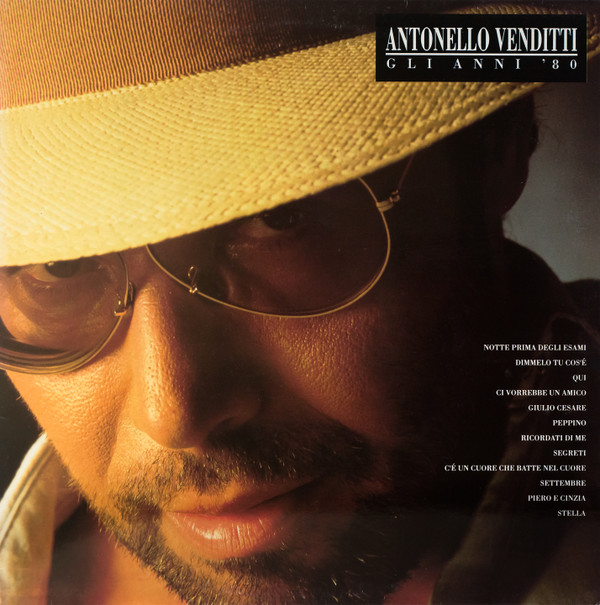 ANTONELLO VENDITTI
GLI ANNI '80
NOTTE PRIMA DEGLI ESAMI
DIMMELO TU COS'È
QUI
CI VORREBBE UN AMICO
GIULIO CESARE
PEPPINO
RICORDATI DI ME
SEGRETI
C'È UN CUORE CHE BATTE NEL CUORE
SETTEMBRE
PIERO E CINZIA
STELLA